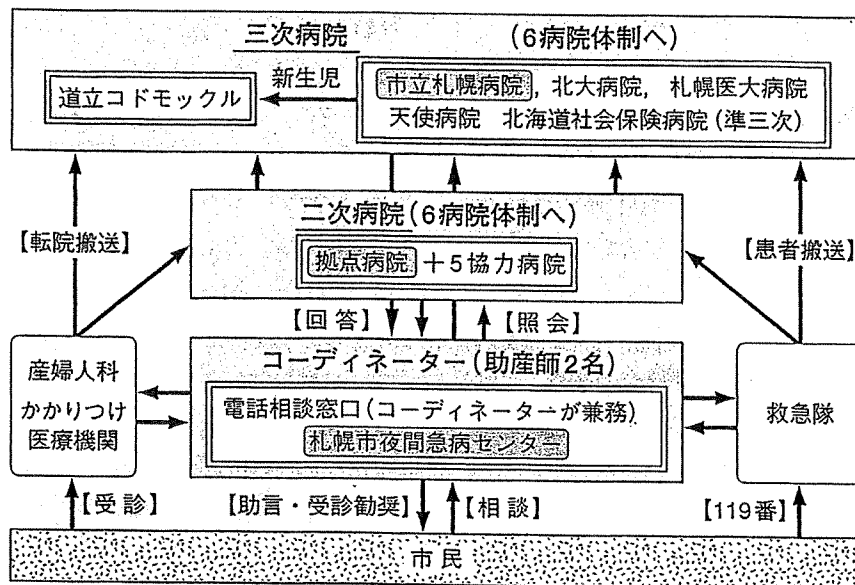 三次病院 (6病院体制へ)
道立コドモックル
新生児
市立札幌病院, 北大病院, 札幌医大病院
天使病院 北海道社会保険病院(準三次)
【転院搬送】
二次病院(6病院体制へ)
拠点病院 +5協力病院
【患者搬送】
【回答】
【照会】
産婦人科
かかりつけ
医療機関
コーディネーター(助産師2名)
電話相談窓口(コーディネーターが兼務)
札幌市夜間急病センター
救急隊
【受診】
【助言・受診勧奨】
【相談】
【119番】
市民